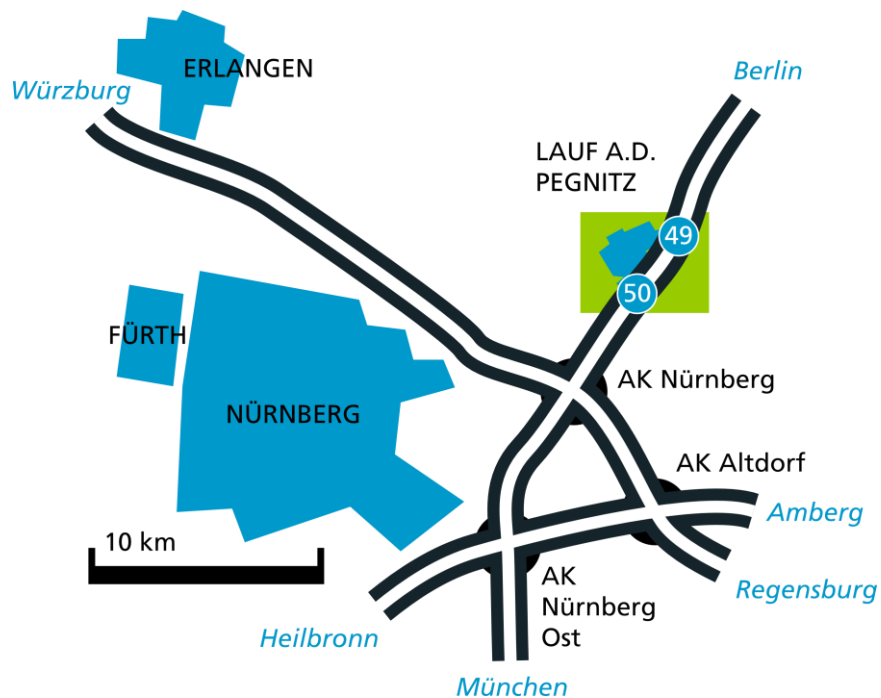 ERLANGEN
Würzburg
Berlin
LAUF A.D.
PEGNITZ
49
50
FÜRTH
AK Nürnberg
NÜRNBERG
AK Altdorf
Amberg
10 km
AK
Nürnberg
Ost
Regensburg
Heilbronn
München